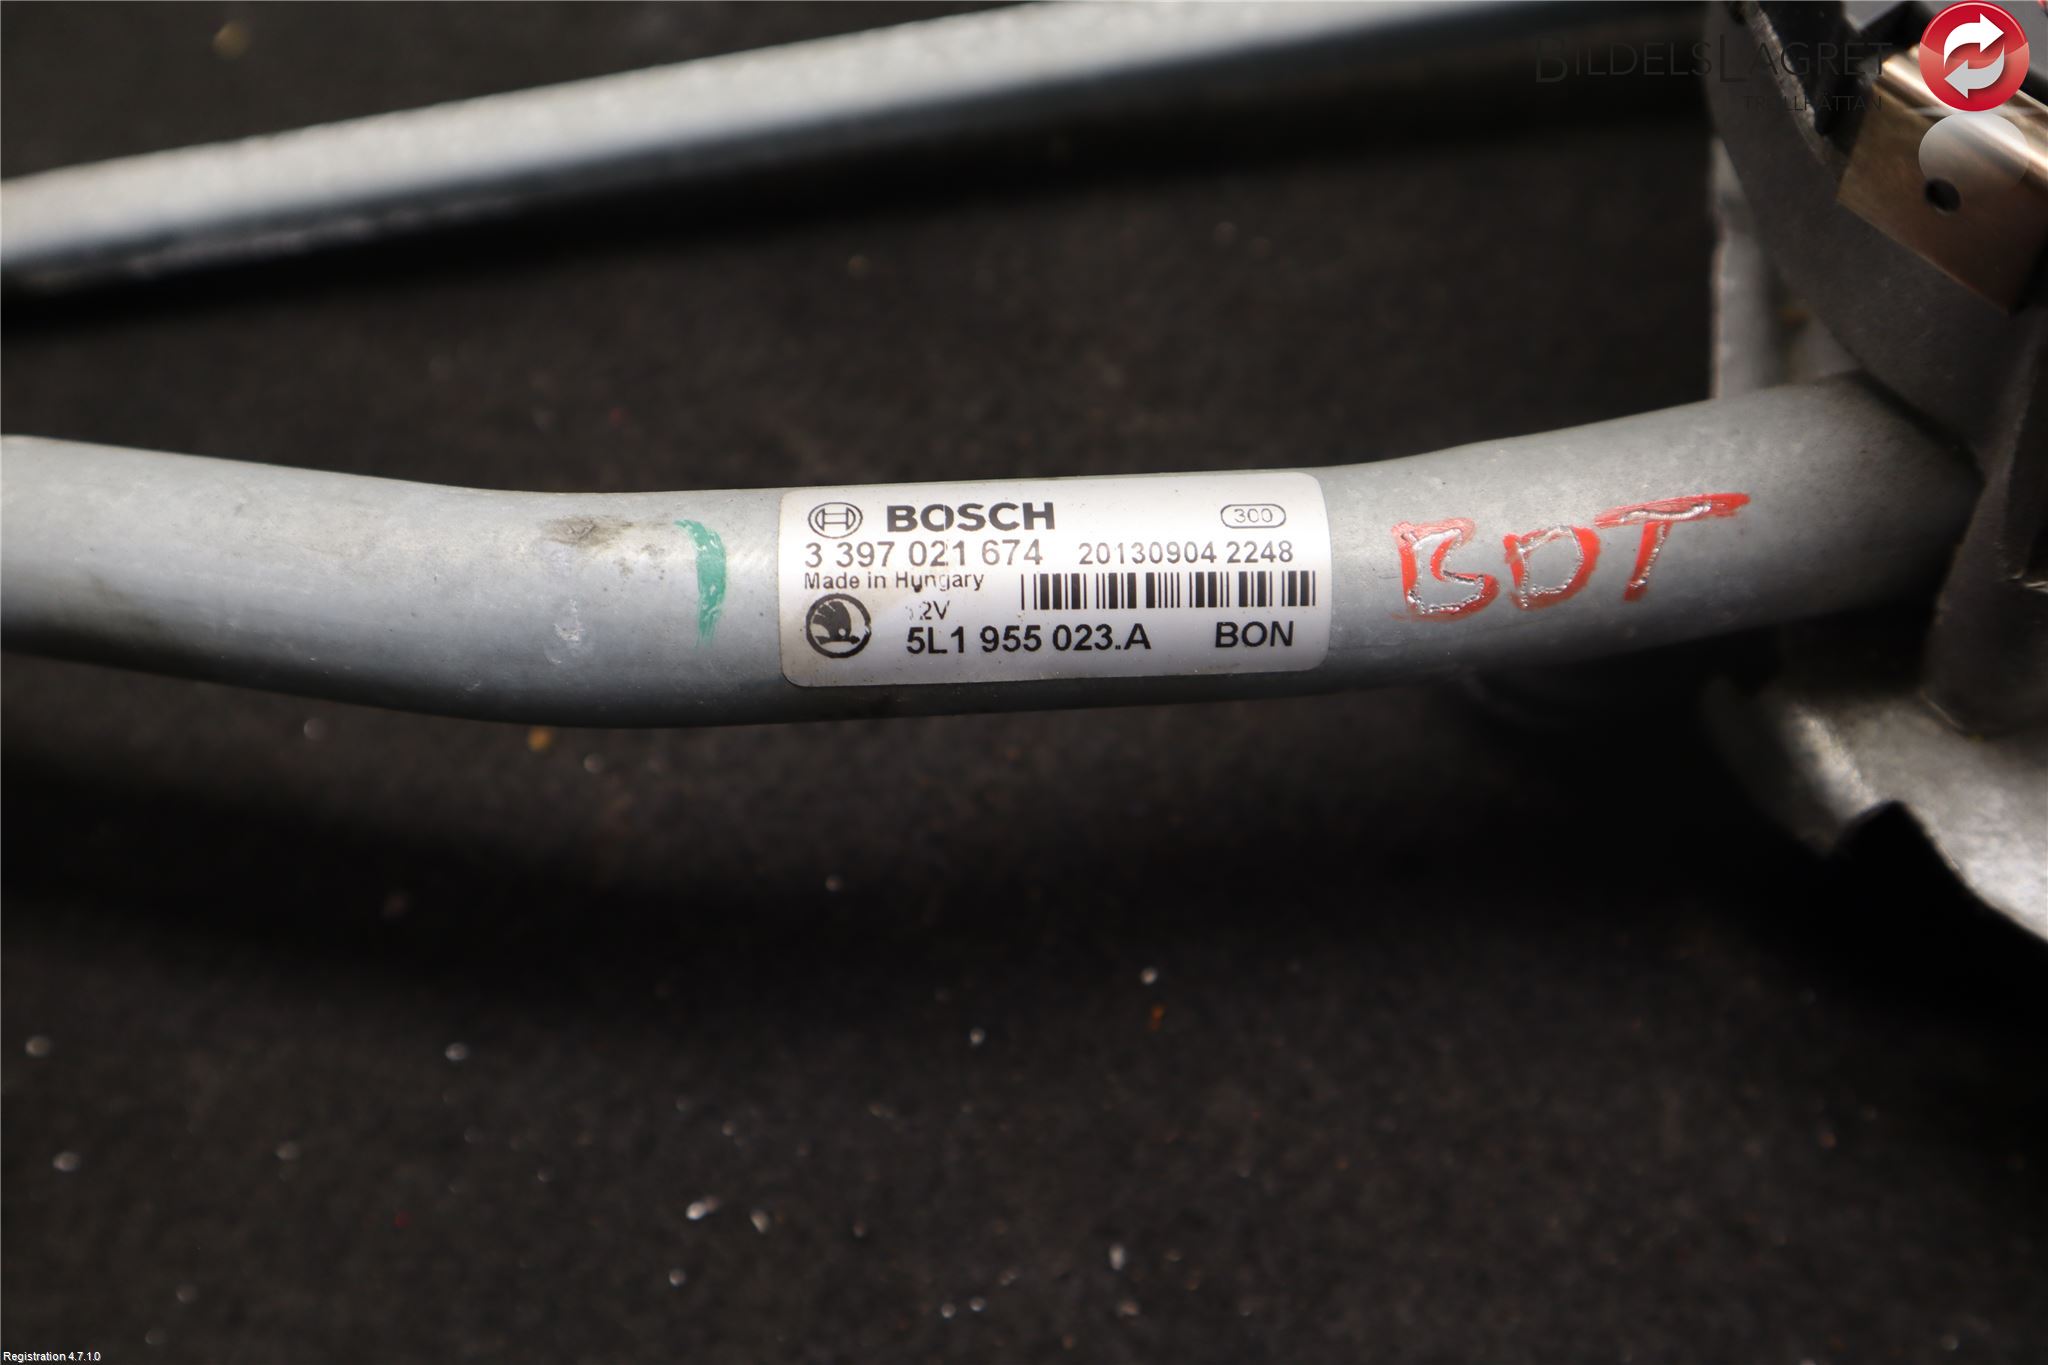 BILDELSLAGRET
TROLLHÄTTAN
BOSCH
300
3 397 021 674 20130904 2248
Made in Hungary
12V
5L1 955 023.A BON
BDT
Registration 4.7.1.0